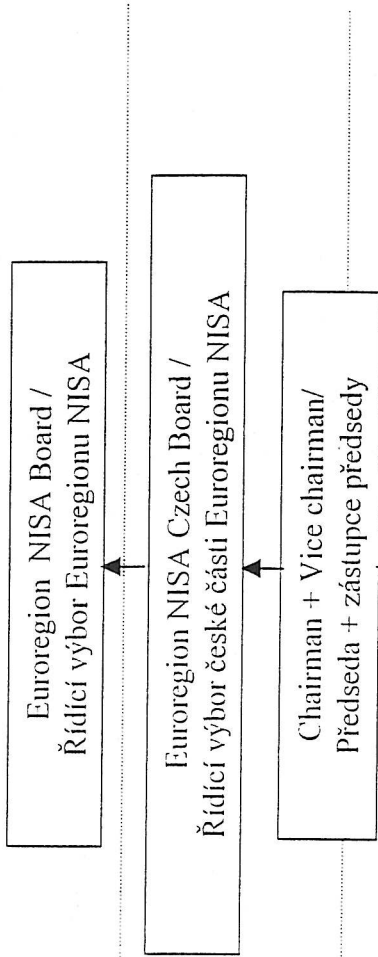 Euroregion NISA Board /
Řídící výbor Euroregionu NISA
Euroregion NISA Czech Board /
Řídící výbor české části Euroregionu NISA
Chairman + Vice chairman/
Předseda + zástupce předsedy